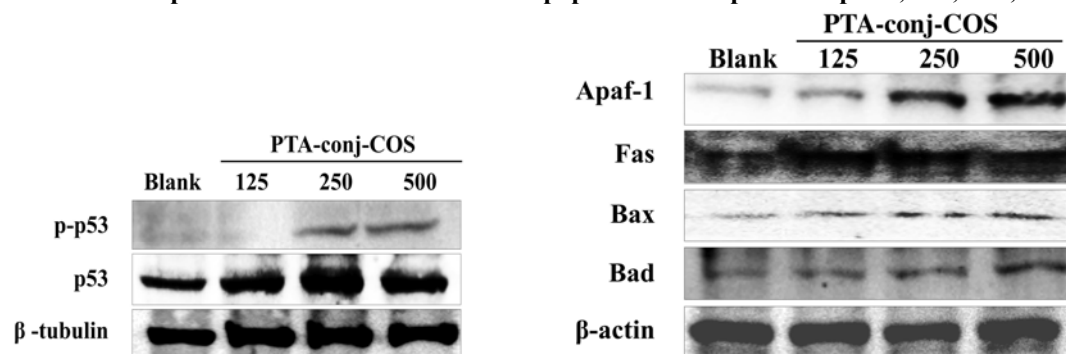 PTA-conj-COS
Blank 125 250 500
p-p53
p53
β -tubulin
PTA-conj-COS
Blank 125 250 500
Apaf-1
Fas
Bax
Bad
β-actin